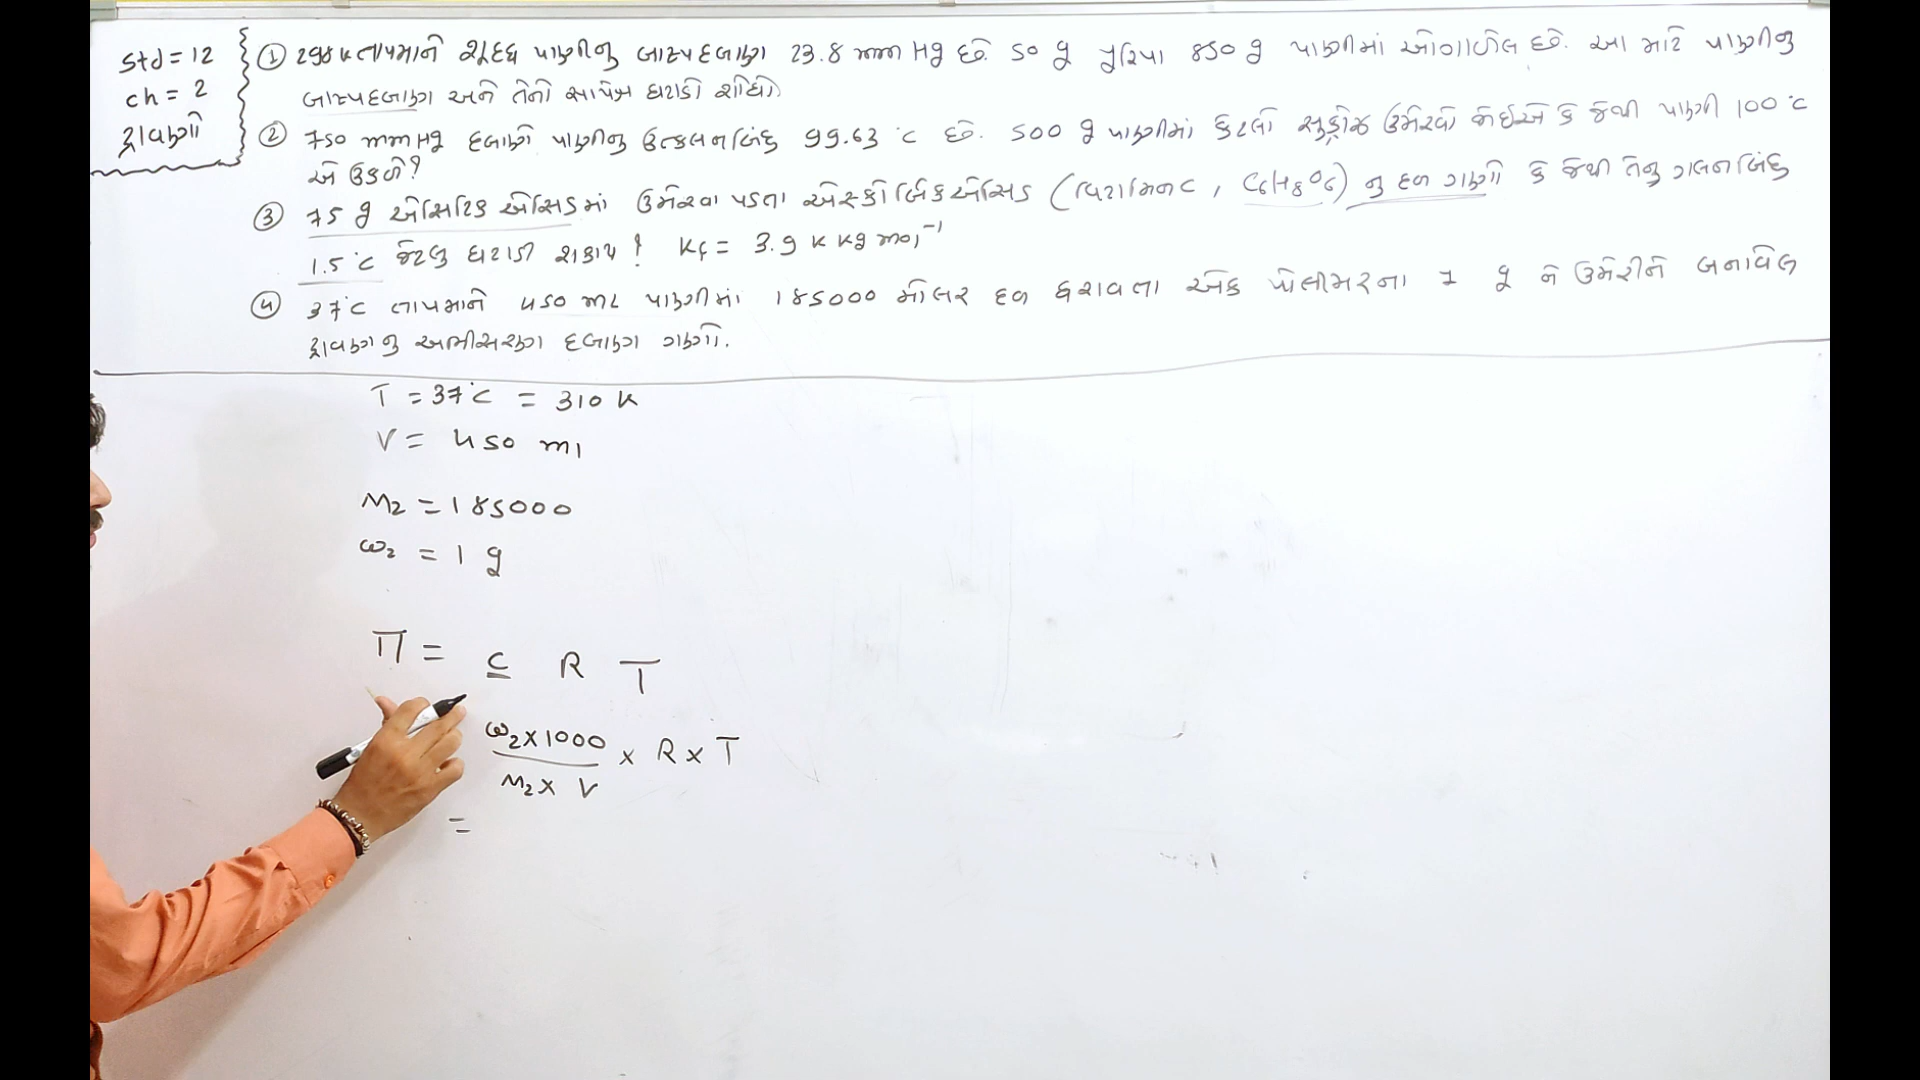 Std = 12
ch = 2
દ્રાવણો
① 298 K તાપમાને શુદ્ધ પાણીનુ બાષ્પદબાણ 23.8 mm Hg છે. 50 g યુરિયા 850 g પાણીમાં ઓગાળેલ છે. આ માટે પાણીનુ
બાષ્પદબાણ અને તેનો સાપેક્ષ ઘટાડો શોધો
② 750 mm Hg દબાણે પાણીનુ ઉત્કલનબિંદુ 99.63 °C છે. 500 g પાણીમાં કેટલો સુક્રોઝ ઉમેરવો જોઈએ કે જેથી પાણી 100 °C
એ ઉકળે?
③ 75 g એસિટિક એસિડમાં ઉમેરવા પડતા એસ્કોર્બિક એસિડ (વિટામિન C, C6H8O6) નુ દળ ગણો કે જેથી તેનુ ગલનબિંદુ
1.5 °C જેટલુ ઘટાડી શકાય? Kf = 3.9 K kg mol⁻¹
④ 37°C તાપમાને 450 mL પાણીમાં 185000 મોલર દળ ધરાવતા એક પોલીમરના 1 g ને ઉમેરીને બનાવેલ
દ્રાવણનુ અભીસરણ દબાણ ગણો.
T = 37°C = 310 K
V = 450 ml
M2 = 185000
ω2 = 1 g
Π = C R T
ω2 × 1000 / M2 × V × R × T
=